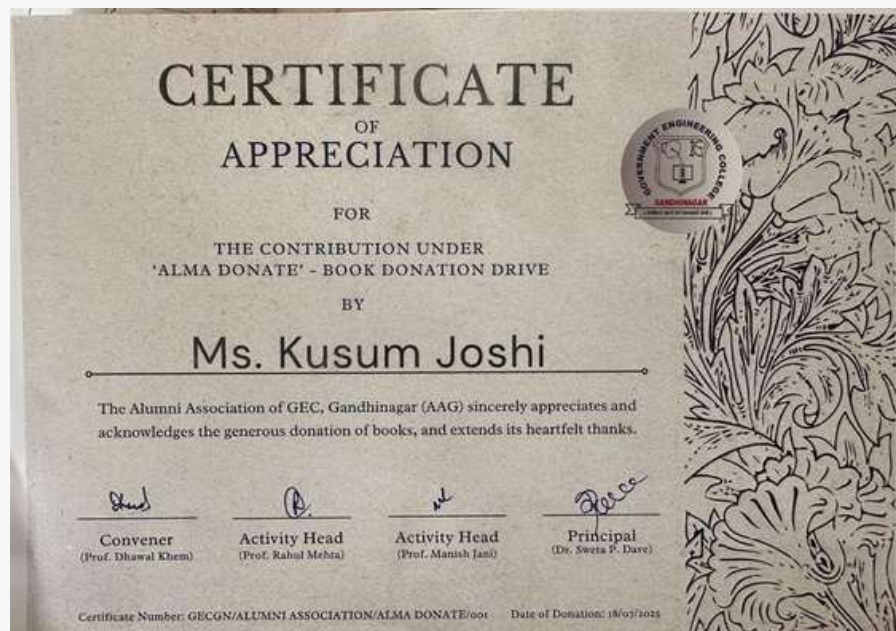 CERTIFICATE
OF
APPRECIATION
GOVERNMENT ENGINEERING COLLEGE
GANDHINAGAR
FOR
THE CONTRIBUTION UNDER
'ALMA DONATE' - BOOK DONATION DRIVE
BY
Ms. Kusum Joshi
The Alumni Association of GEC, Gandhinagar (AAG) sincerely appreciates and
acknowledges the generous donation of books, and extends its heartfelt thanks.
Convener Activity Head Activity Head Principal
(Prof. Dhawal Khem) (Prof. Rahul Mehta) (Prof. Manish Jani) (Dr. Sweta P. Dave)
Certificate Number: GECGN/ALUMNI ASSOCIATION/ALMA DONATE/001 Date of Donation: 18/07/2025